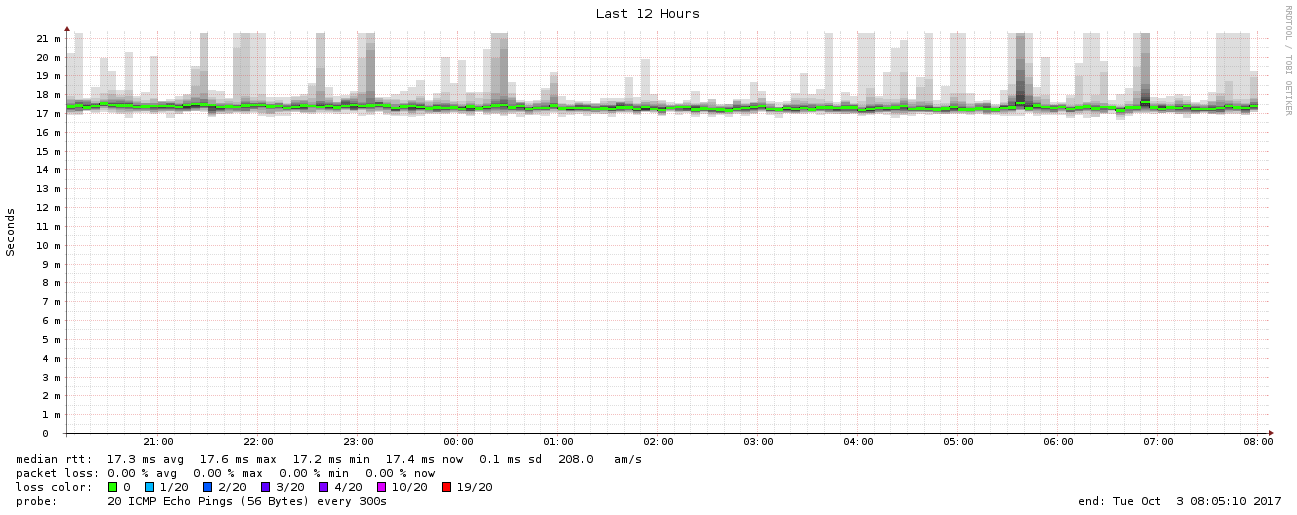 Last 12 Hours
RRDTOOL / TOBI OETIKER
Seconds
21 m
20 m
19 m
18 m
17 m
16 m
15 m
14 m
13 m
12 m
11 m
10 m
9 m
8 m
7 m
6 m
5 m
4 m
3 m
2 m
1 m
0
21:00 22:00 23:00 00:00 01:00 02:00 03:00 04:00 05:00 06:00 07:00 08:00
median rtt: 17.3 ms avg 17.6 ms max 17.2 ms min 17.4 ms now 0.1 ms sd 208.0 am/s
packet loss: 0.00 % avg 0.00 % max 0.00 % min 0.00 % now
loss color: 0 1/20 2/20 3/20 4/20 10/20 19/20
probe: 20 ICMP Echo Pings (56 Bytes) every 300s end: Tue Oct 3 08:05:10 2017